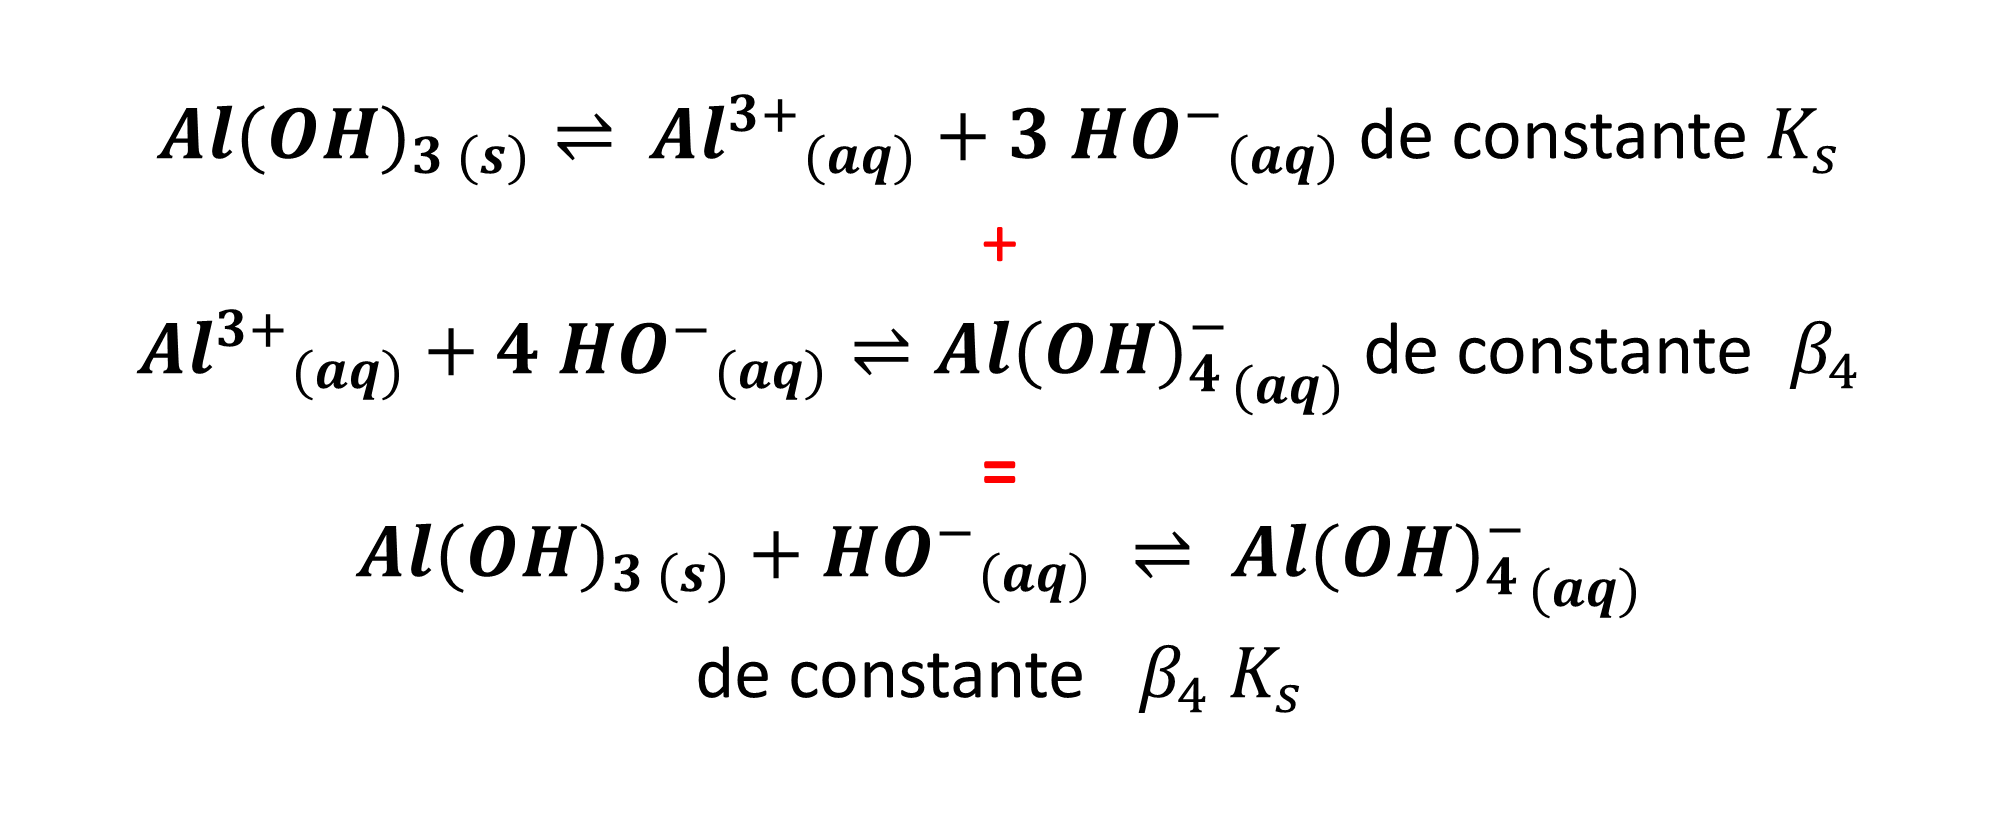 Al(OH)₃ ₍ₛ₎ ⇌ Al³⁺₍aq₎ + 3 HO⁻₍aq₎ de constante Kₛ
+
Al³⁺₍aq₎ + 4 HO⁻₍aq₎ ⇌ Al(OH)₄⁻₍aq₎ de constante β₄
=
Al(OH)₃ ₍ₛ₎ + HO⁻₍aq₎ ⇌ Al(OH)₄⁻₍aq₎
de constante β₄ Kₛ